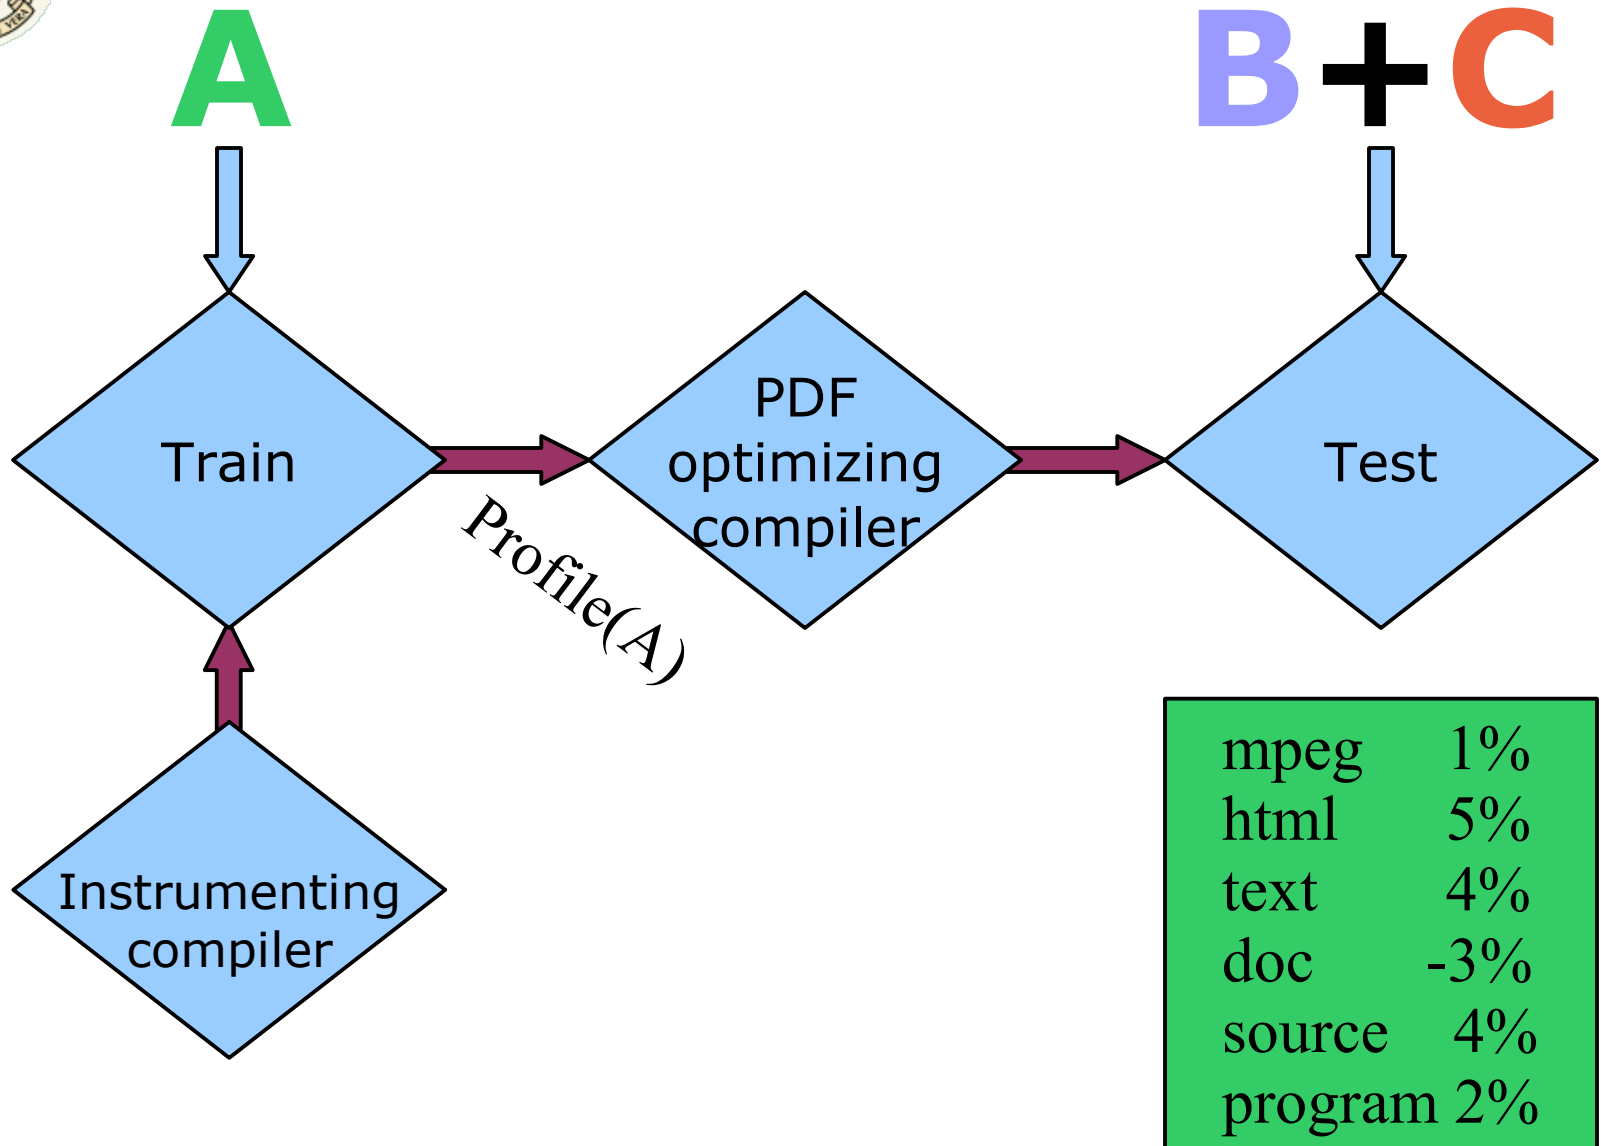 A
B+C
Train
PDF
optimizing
compiler
Test
Profile(A)
Instrumenting
compiler
mpeg 1%
html 5%
text 4%
doc -3%
source 4%
program 2%